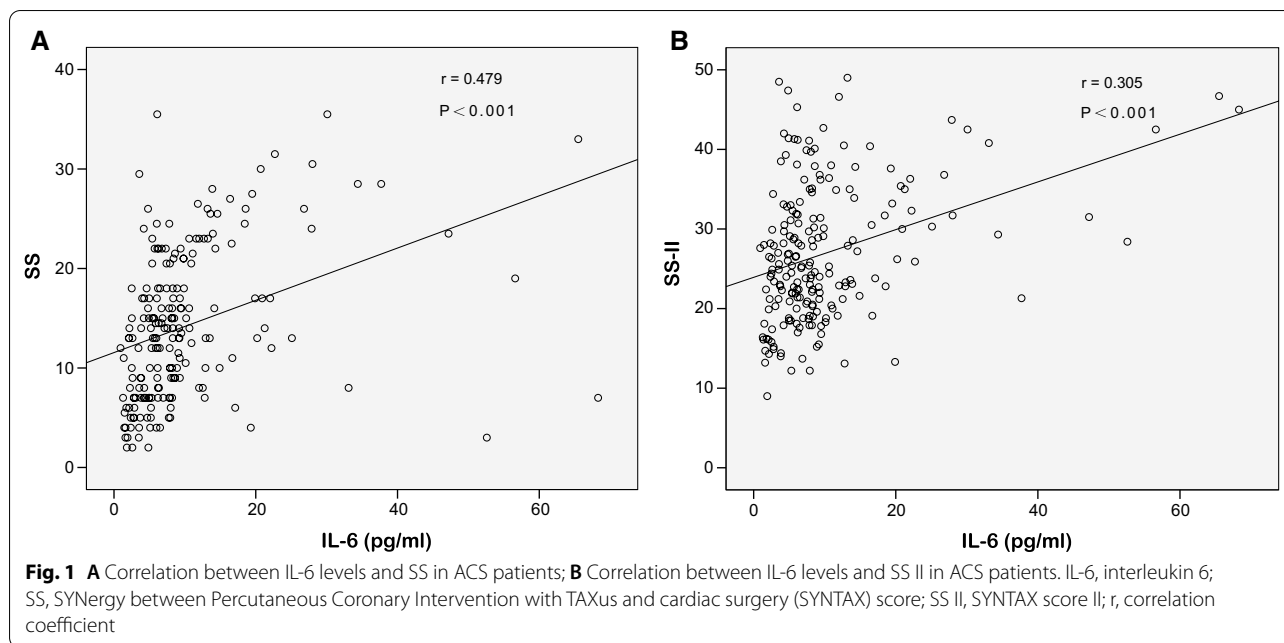 A
SS
40
30
20
10
0
r = 0.479
P < 0.001
0 20 40 60
IL-6 (pg/ml)
B
SS-II
50
40
30
20
10
0
r = 0.305
P < 0.001
0 20 40 60
IL-6 (pg/ml)
Fig. 1 A Correlation between IL-6 levels and SS in ACS patients; B Correlation between IL-6 levels and SS II in ACS patients. IL-6, interleukin 6;
SS, SYNergy between Percutaneous Coronary Intervention with TAXus and cardiac surgery (SYNTAX) score; SS II, SYNTAX score II; r, correlation
coefficient